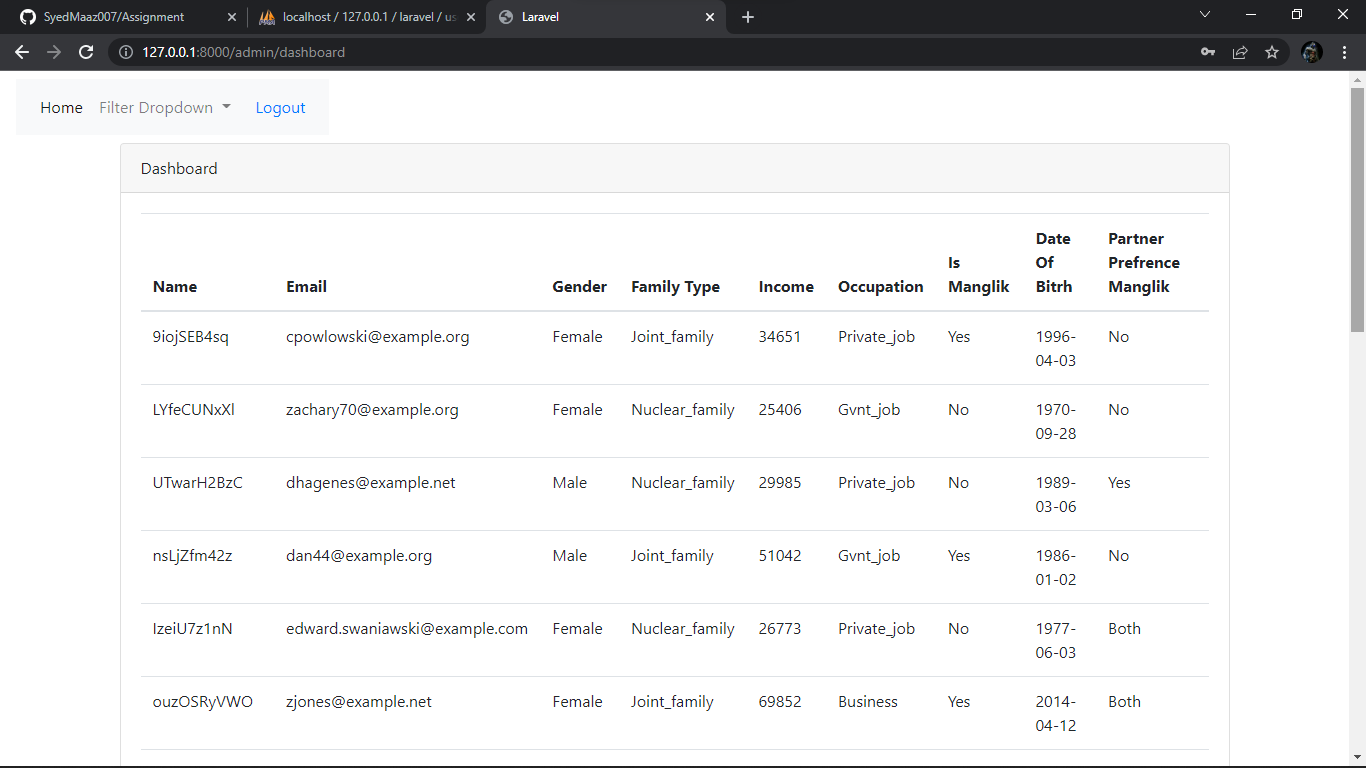 SyedMaaz007/Assignment
localhost / 127.0.0.1 / laravel / us
Laravel
127.0.0.1:8000/admin/dashboard
Home Filter Dropdown Logout
Dashboard
Name Email Gender Family Type Income Occupation Is Manglik Date Of Bitrh Partner Prefrence Manglik
9iojSEB4sq cpowlowski@example.org Female Joint_family 34651 Private_job Yes 1996-04-03 No
LYfeCUNxXl zachary70@example.org Female Nuclear_family 25406 Gvnt_job No 1970-09-28 No
UTwarH2BzC dhagenes@example.net Male Nuclear_family 29985 Private_job No 1989-03-06 Yes
nsLjZfm42z dan44@example.org Male Joint_family 51042 Gvnt_job Yes 1986-01-02 No
IzeiU7z1nN edward.swaniawski@example.com Female Nuclear_family 26773 Private_job No 1977-06-03 Both
ouzOSRyVWO zjones@example.net Female Joint_family 69852 Business Yes 2014-04-12 Both